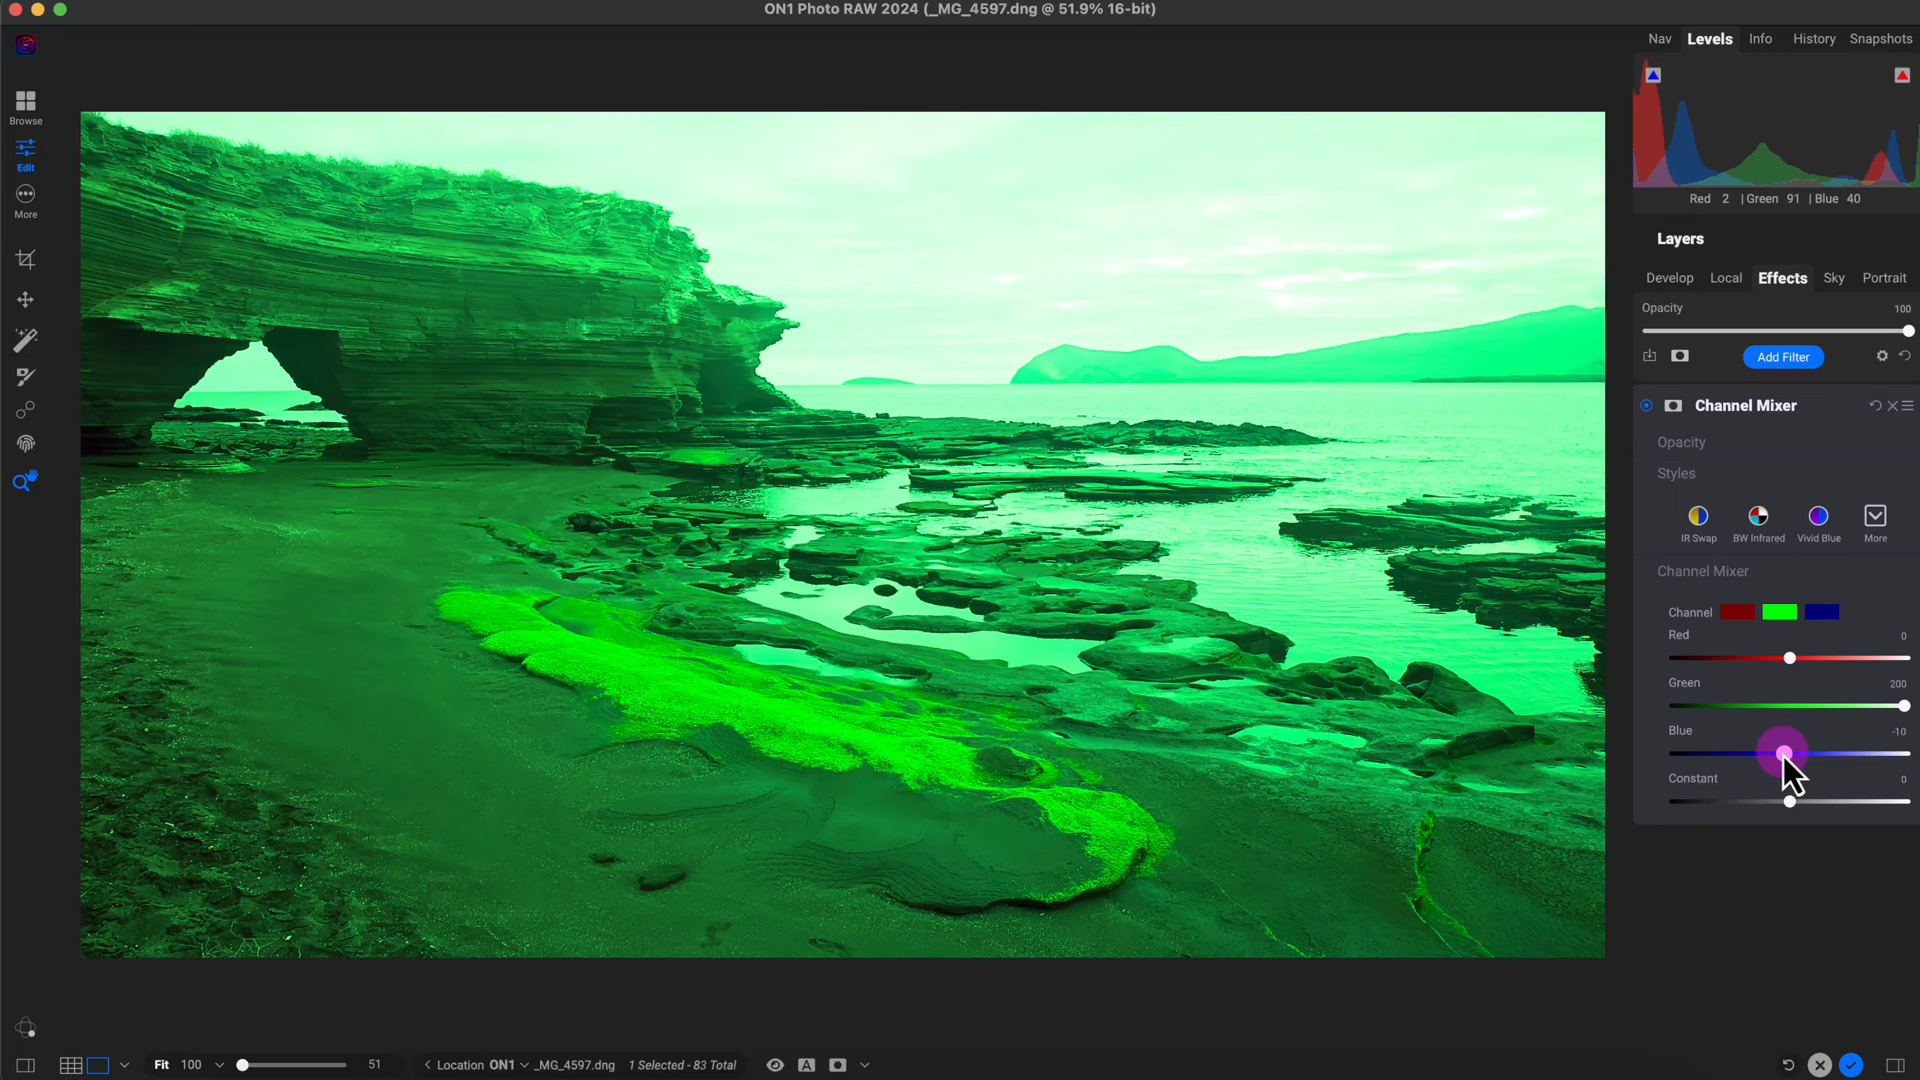 ON1 Photo RAW 2024 (_MG_4597.dng @ 51.9% 16-bit)
Nav Levels Info History Snapshots
Browse
Edit
More
Red 2 | Green 91 | Blue 40
Layers
Develop Local Effects Sky Portrait
Opacity 100
Add Filter
Channel Mixer
Opacity
Styles
IR Swap BW Infrared Vivid Blue More
Channel Mixer
Channel
Red 0
Green 200
Blue -10
Constant 0
Fit 100 51 Location ON1 _MG_4597.dng 1 Selected - 83 Total A